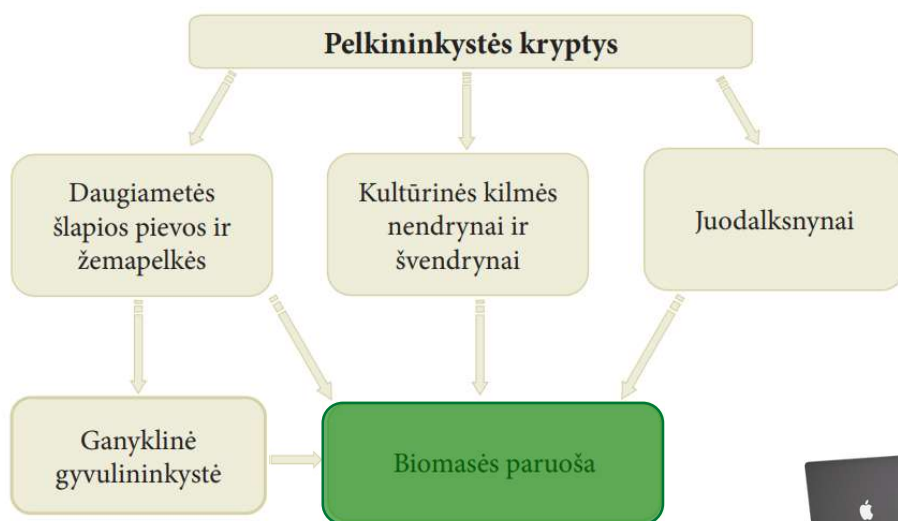 Pelkininkystės kryptys
Daugiametės
šlapios pievos ir
žemapelkės
Kultūrinės kilmės
nendrynai ir
švendrynai
Juodalksnynai
Ganyklinė
gyvulininkystė
Biomasės paruoša